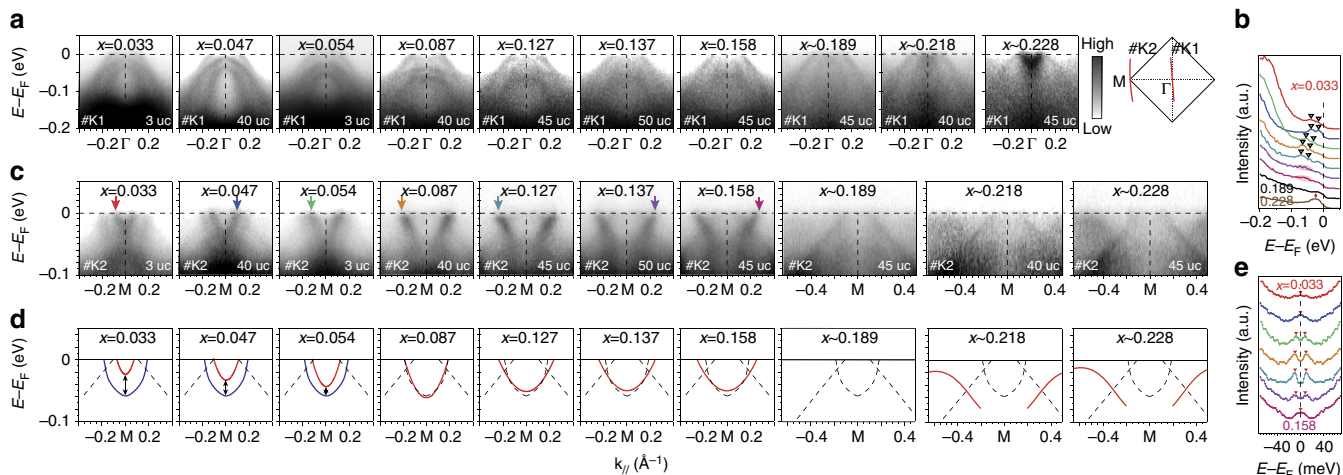 a
x=0.033 x=0.047 x=0.054 x=0.087 x=0.127 x=0.137 x=0.158 x~0.189 x~0.218 x~0.228
E–E_F (eV)
0
−0.1
−0.2
#K1 3 uc #K1 40 uc #K1 3 uc #K1 40 uc #K1 45 uc #K1 50 uc #K1 45 uc #K1 45 uc #K1 40 uc #K1 45 uc
−0.2 Γ 0.2 −0.2 Γ 0.2 −0.2 Γ 0.2 −0.2 Γ 0.2 −0.2 Γ 0.2 −0.2 Γ 0.2 −0.2 Γ 0.2 −0.2 Γ 0.2 −0.2 Γ 0.2 −0.2 Γ 0.2
High
Low
#K2 #K1
M Γ
b
x=0.033
Intensity (a.u.)
0.189
0.228
−0.2 −0.1 0
E–E_F (eV)
c
x=0.033 x=0.047 x=0.054 x=0.087 x=0.127 x=0.137 x=0.158 x~0.189 x~0.218 x~0.228
E–E_F (eV)
0
−0.1
#K2 3 uc #K2 40 uc #K2 3 uc #K2 40 uc #K2 45 uc #K2 50 uc #K2 45 uc #K2 45 uc #K2 40 uc #K2 45 uc
−0.2 M 0.2 −0.2 M 0.2 −0.2 M 0.2 −0.2 M 0.2 −0.2 M 0.2 −0.2 M 0.2 −0.2 M 0.2 −0.4 M 0.4 −0.4 M 0.4 −0.4 M 0.4
d
x=0.033 x=0.047 x=0.054 x=0.087 x=0.127 x=0.137 x=0.158 x~0.189 x~0.218 x~0.228
E–E_F (eV)
0
−0.1
−0.2 M 0.2 −0.2 M 0.2 −0.2 M 0.2 −0.2 M 0.2 −0.2 M 0.2 −0.2 M 0.2 −0.2 M 0.2 −0.4 M 0.4 −0.4 M 0.4 −0.4 M 0.4
k// (Å⁻¹)
e
x=0.033
Intensity (a.u.)
0.158
−40 0 40
E–E_F (meV)